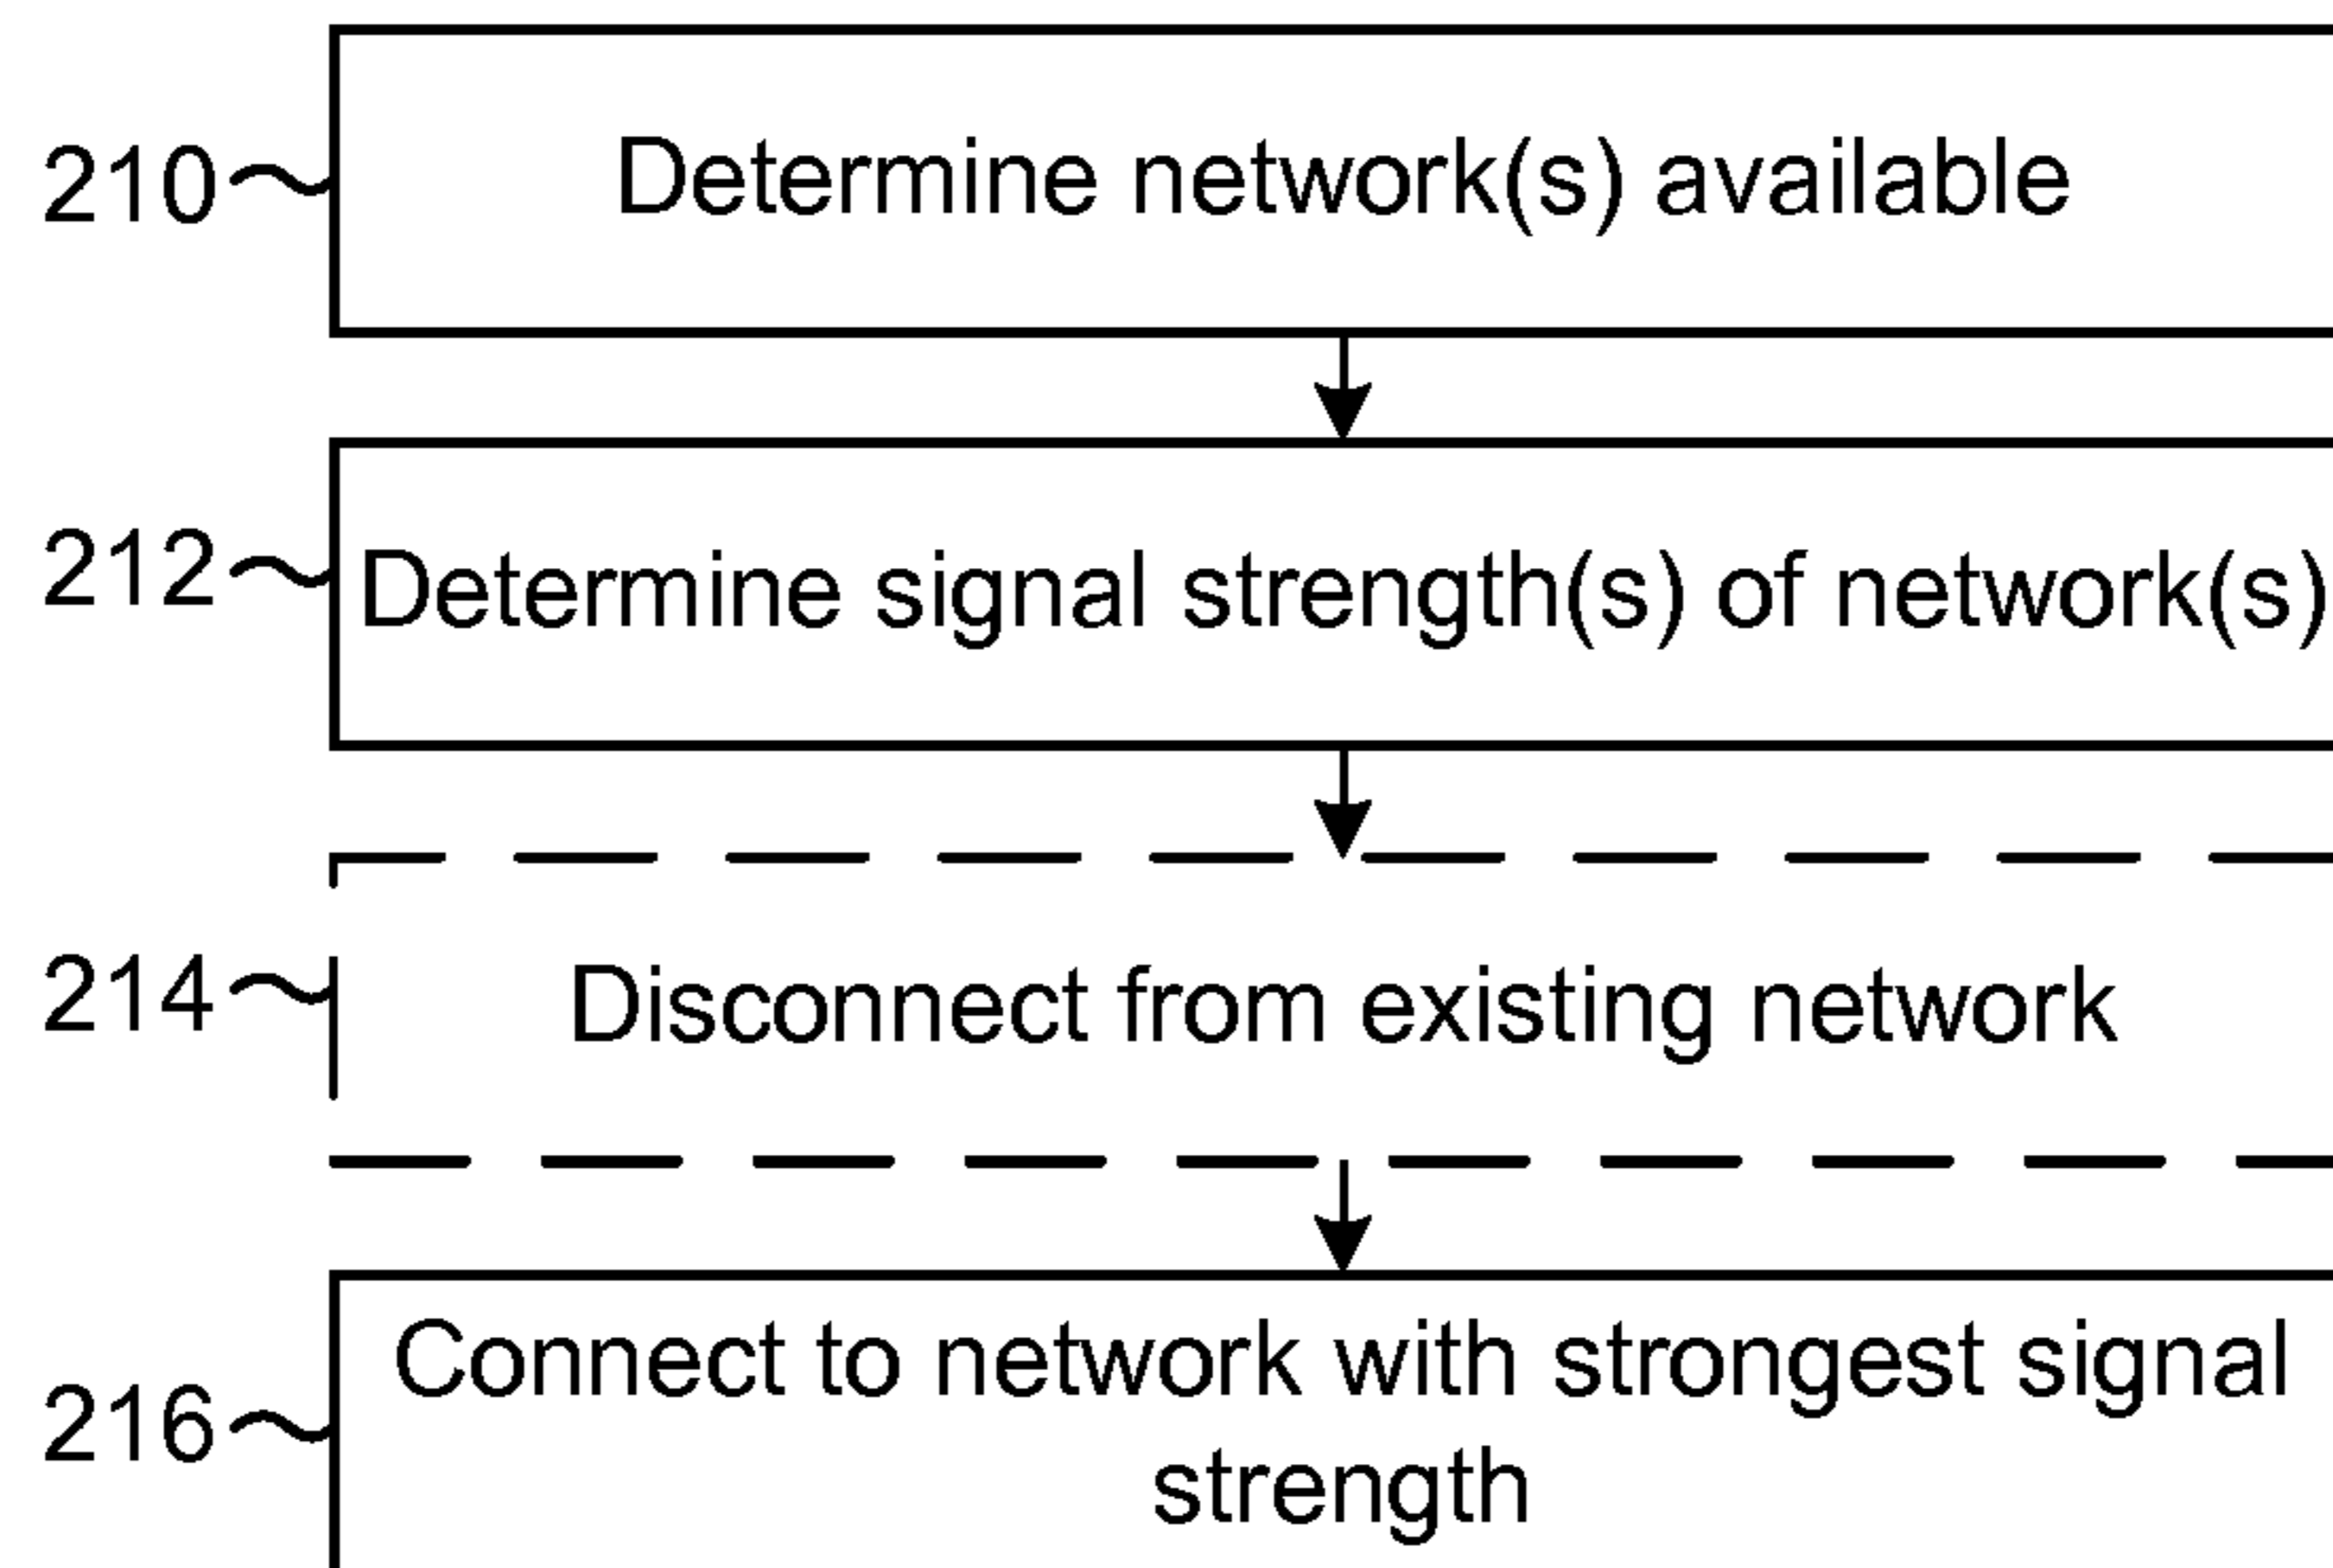 210
Determine network(s) available
212
Determine signal strength(s) of network(s)
214
Disconnect from existing network
216
Connect to network with strongest signal
strength